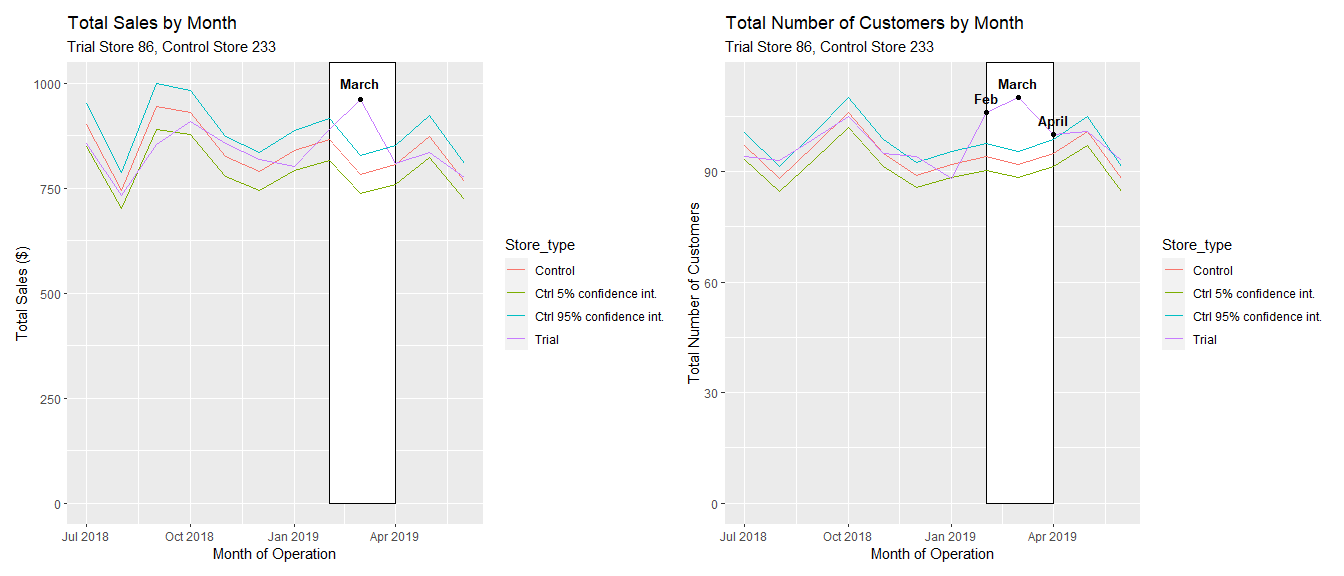 Total Sales by Month
Trial Store 86, Control Store 233
March
1000
750
500
250
0
Total Sales ($)
Jul 2018
Oct 2018
Jan 2019
Apr 2019
Month of Operation
Store_type
Control
Ctrl 5% confidence int.
Ctrl 95% confidence int.
Trial
Total Number of Customers by Month
Trial Store 86, Control Store 233
March
Feb
April
90
60
30
0
Total Number of Customers
Jul 2018
Oct 2018
Jan 2019
Apr 2019
Month of Operation
Store_type
Control
Ctrl 5% confidence int.
Ctrl 95% confidence int.
Trial